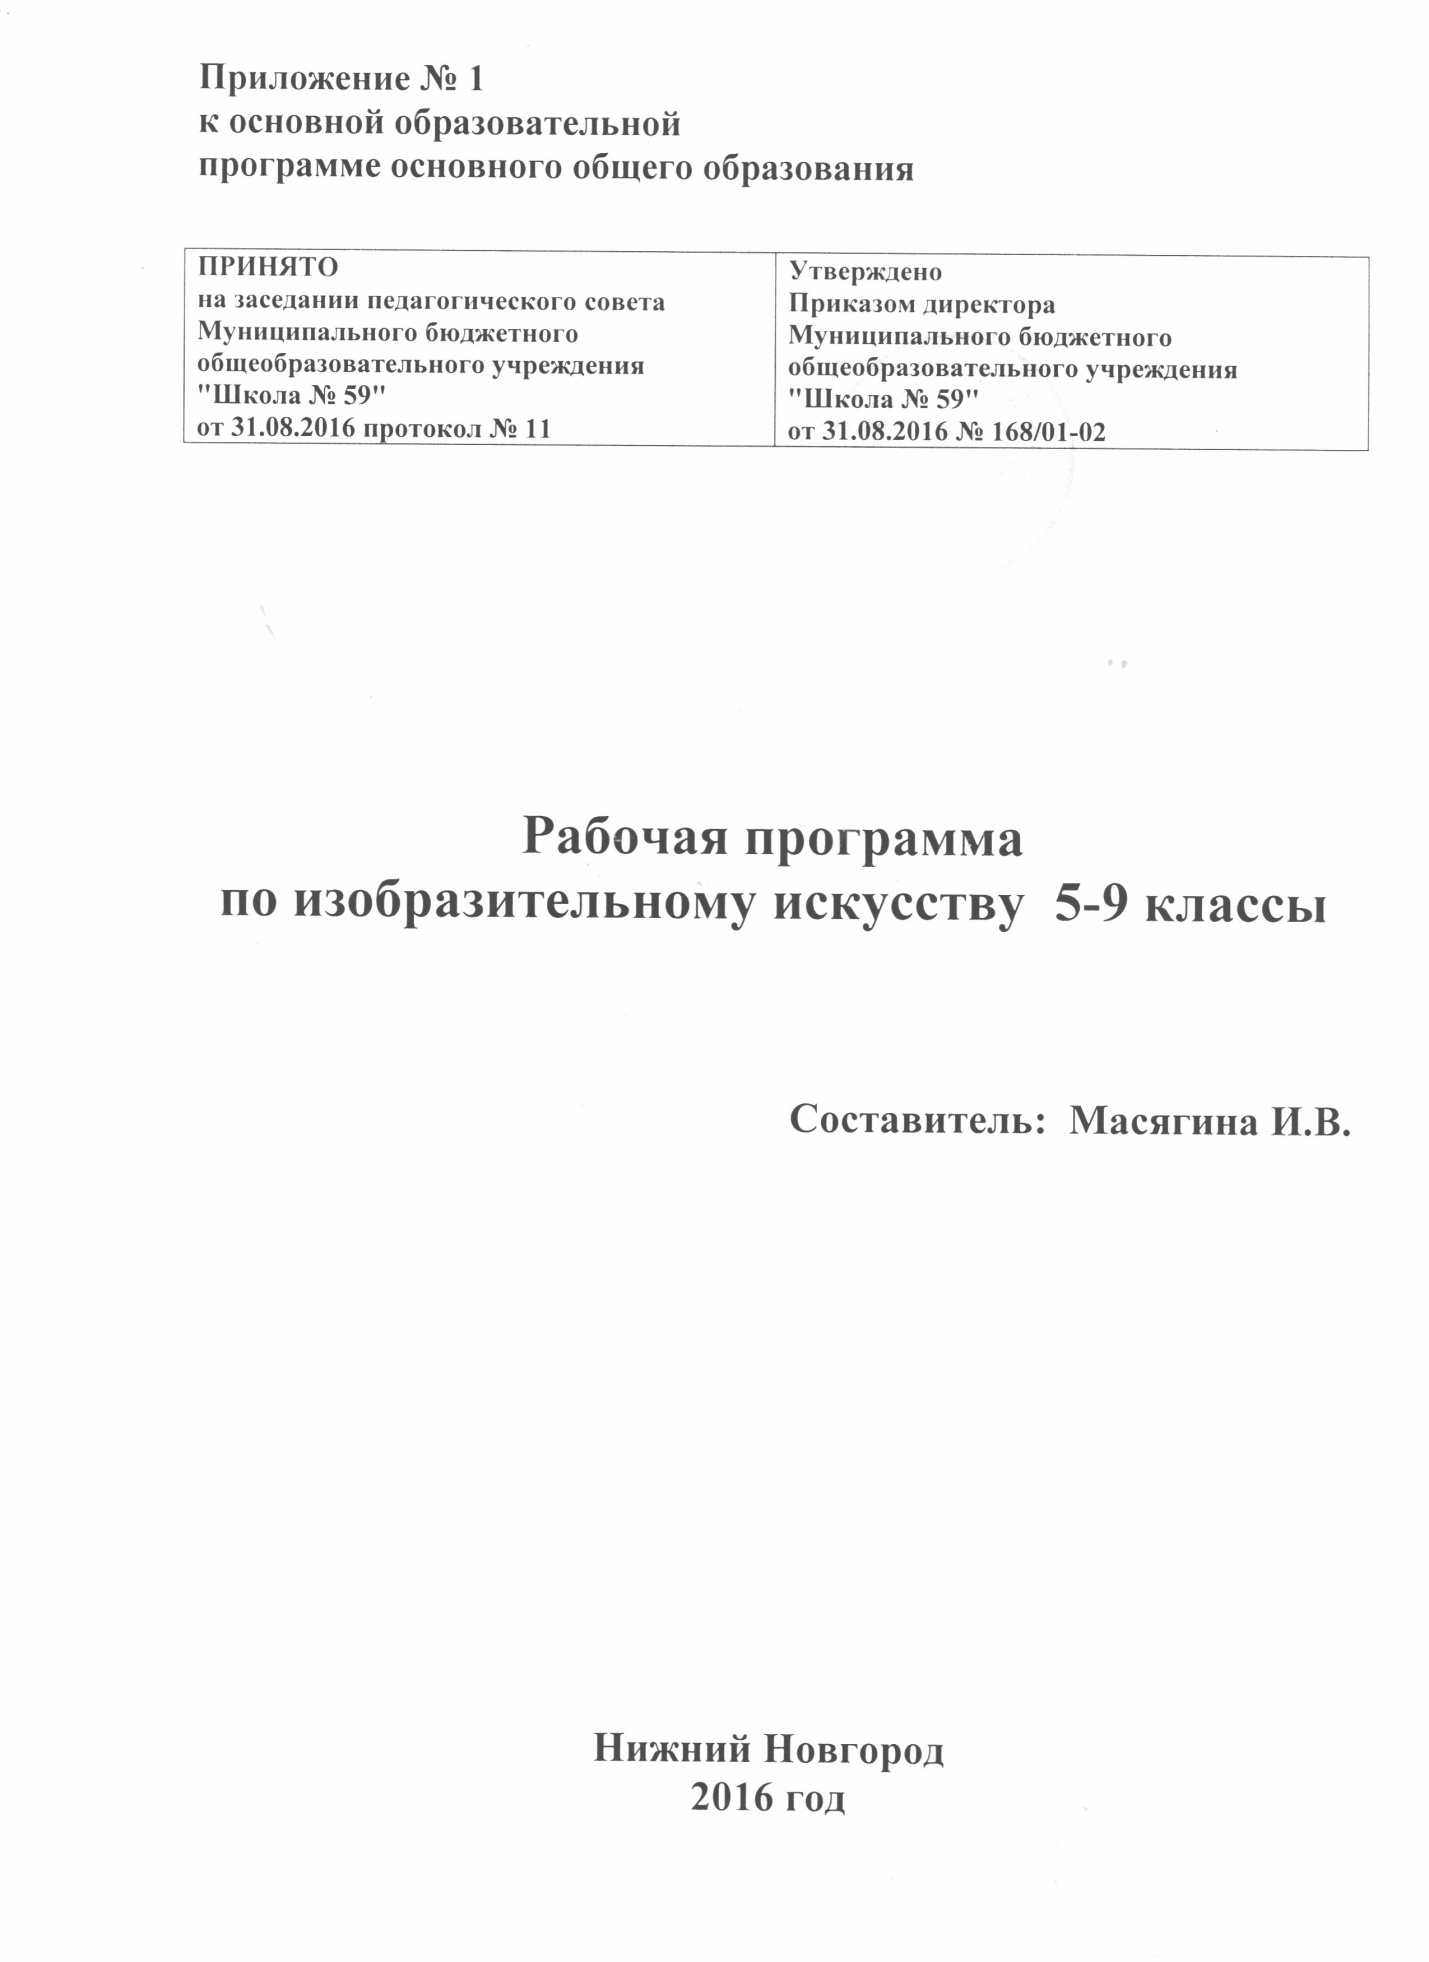 Приложение № 1
к основной образовательной
программе основного общего образования
ПРИНЯТО
на заседании педагогического совета
Муниципального бюджетного
общеобразовательного учреждения
"Школа № 59"
от 31.08.2016 протокол № 11
Утверждено
Приказом директора
Муниципального бюджетного
общеобразовательного учреждения
"Школа № 59"
от 31.08.2016 № 168/01-02
Рабочая программа
по изобразительному искусству 5-9 классы
Составитель: Масягина И.В.
Нижний Новгород
2016 год